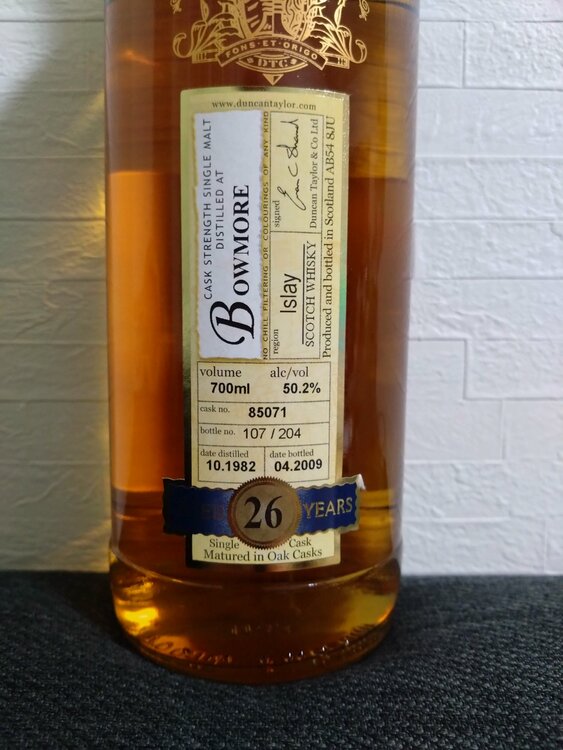 FONS·ET·ORIGO
DTC
www.duncantaylor.com
CASK STRENGTH SINGLE MALT
DISTILLED AT
BOWMORE
NO CHILL FILTERING OR COLOURINGS OF ANY KIND
region
Islay
SCOTCH WHISKY
signed
Duncan Taylor & Co Ltd
Produced and bottled in Scotland AB54 8JU
volume alc/vol
700ml 50.2%
cask no. 85071
bottle no. 107 / 204
date distilled date bottled
10.1982 04.2009
26 YEARS
Single Cask
Matured in Oak Casks